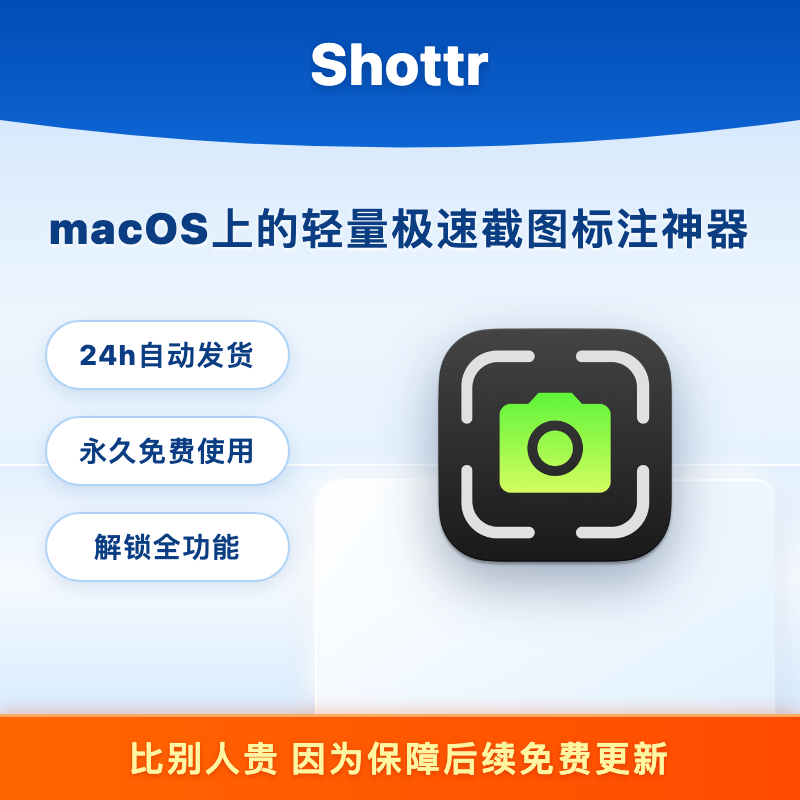 Shottr
macOS上的轻量极速截图标注神器
24h自动发货
永久免费使用
解锁全功能
比别人贵 因为保障后续免费更新